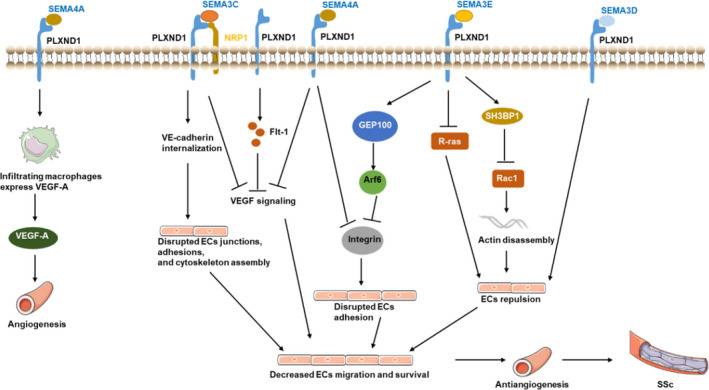 SEMA4A
SEMA3C
SEMA4A
SEMA3E
SEMA3D
PLXND1
PLXND1
NRP1
PLXND1
PLXND1
PLXND1
PLXND1
GEP100
SH3BP1
R-ras
Flt-1
VE-cadherin
internalization
Arf6
Rac1
Infiltrating macrophages
express VEGF-A
VEGF signaling
VEGF-A
Integrin
Actin disassembly
Disrupted ECs junctions,
adhesions,
and cytoskeleton assembly
ECs repulsion
Disrupted ECs
adhesion
Angiogenesis
Decreased ECs migration and survival
Antiangiogenesis
SSc